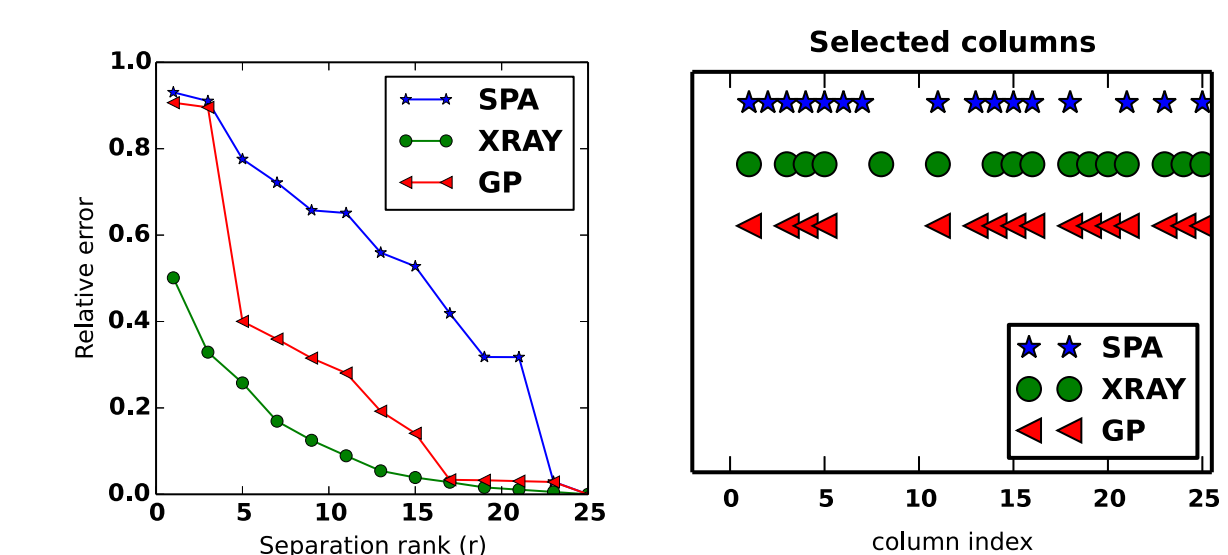 1.0
0.8
0.6
0.4
0.2
0.0
Relative error
SPA
XRAY
GP
0 5 10 15 20 25
Separation rank (r)
Selected columns
SPA
XRAY
GP
0 5 10 15 20 25
column index